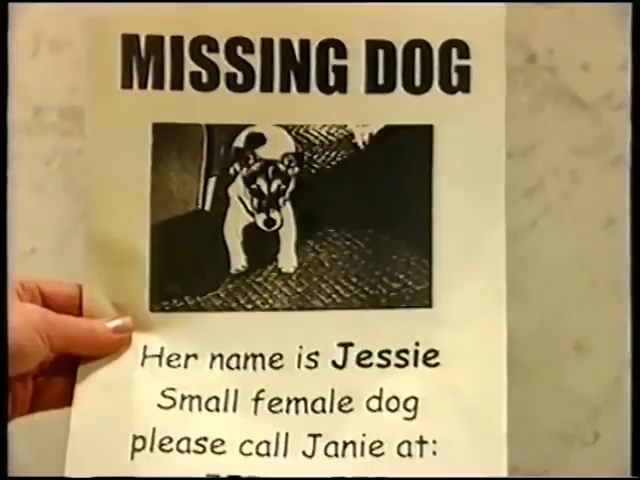 MISSING DOG
Her name is Jessie
Small female dog
please call Janie at: